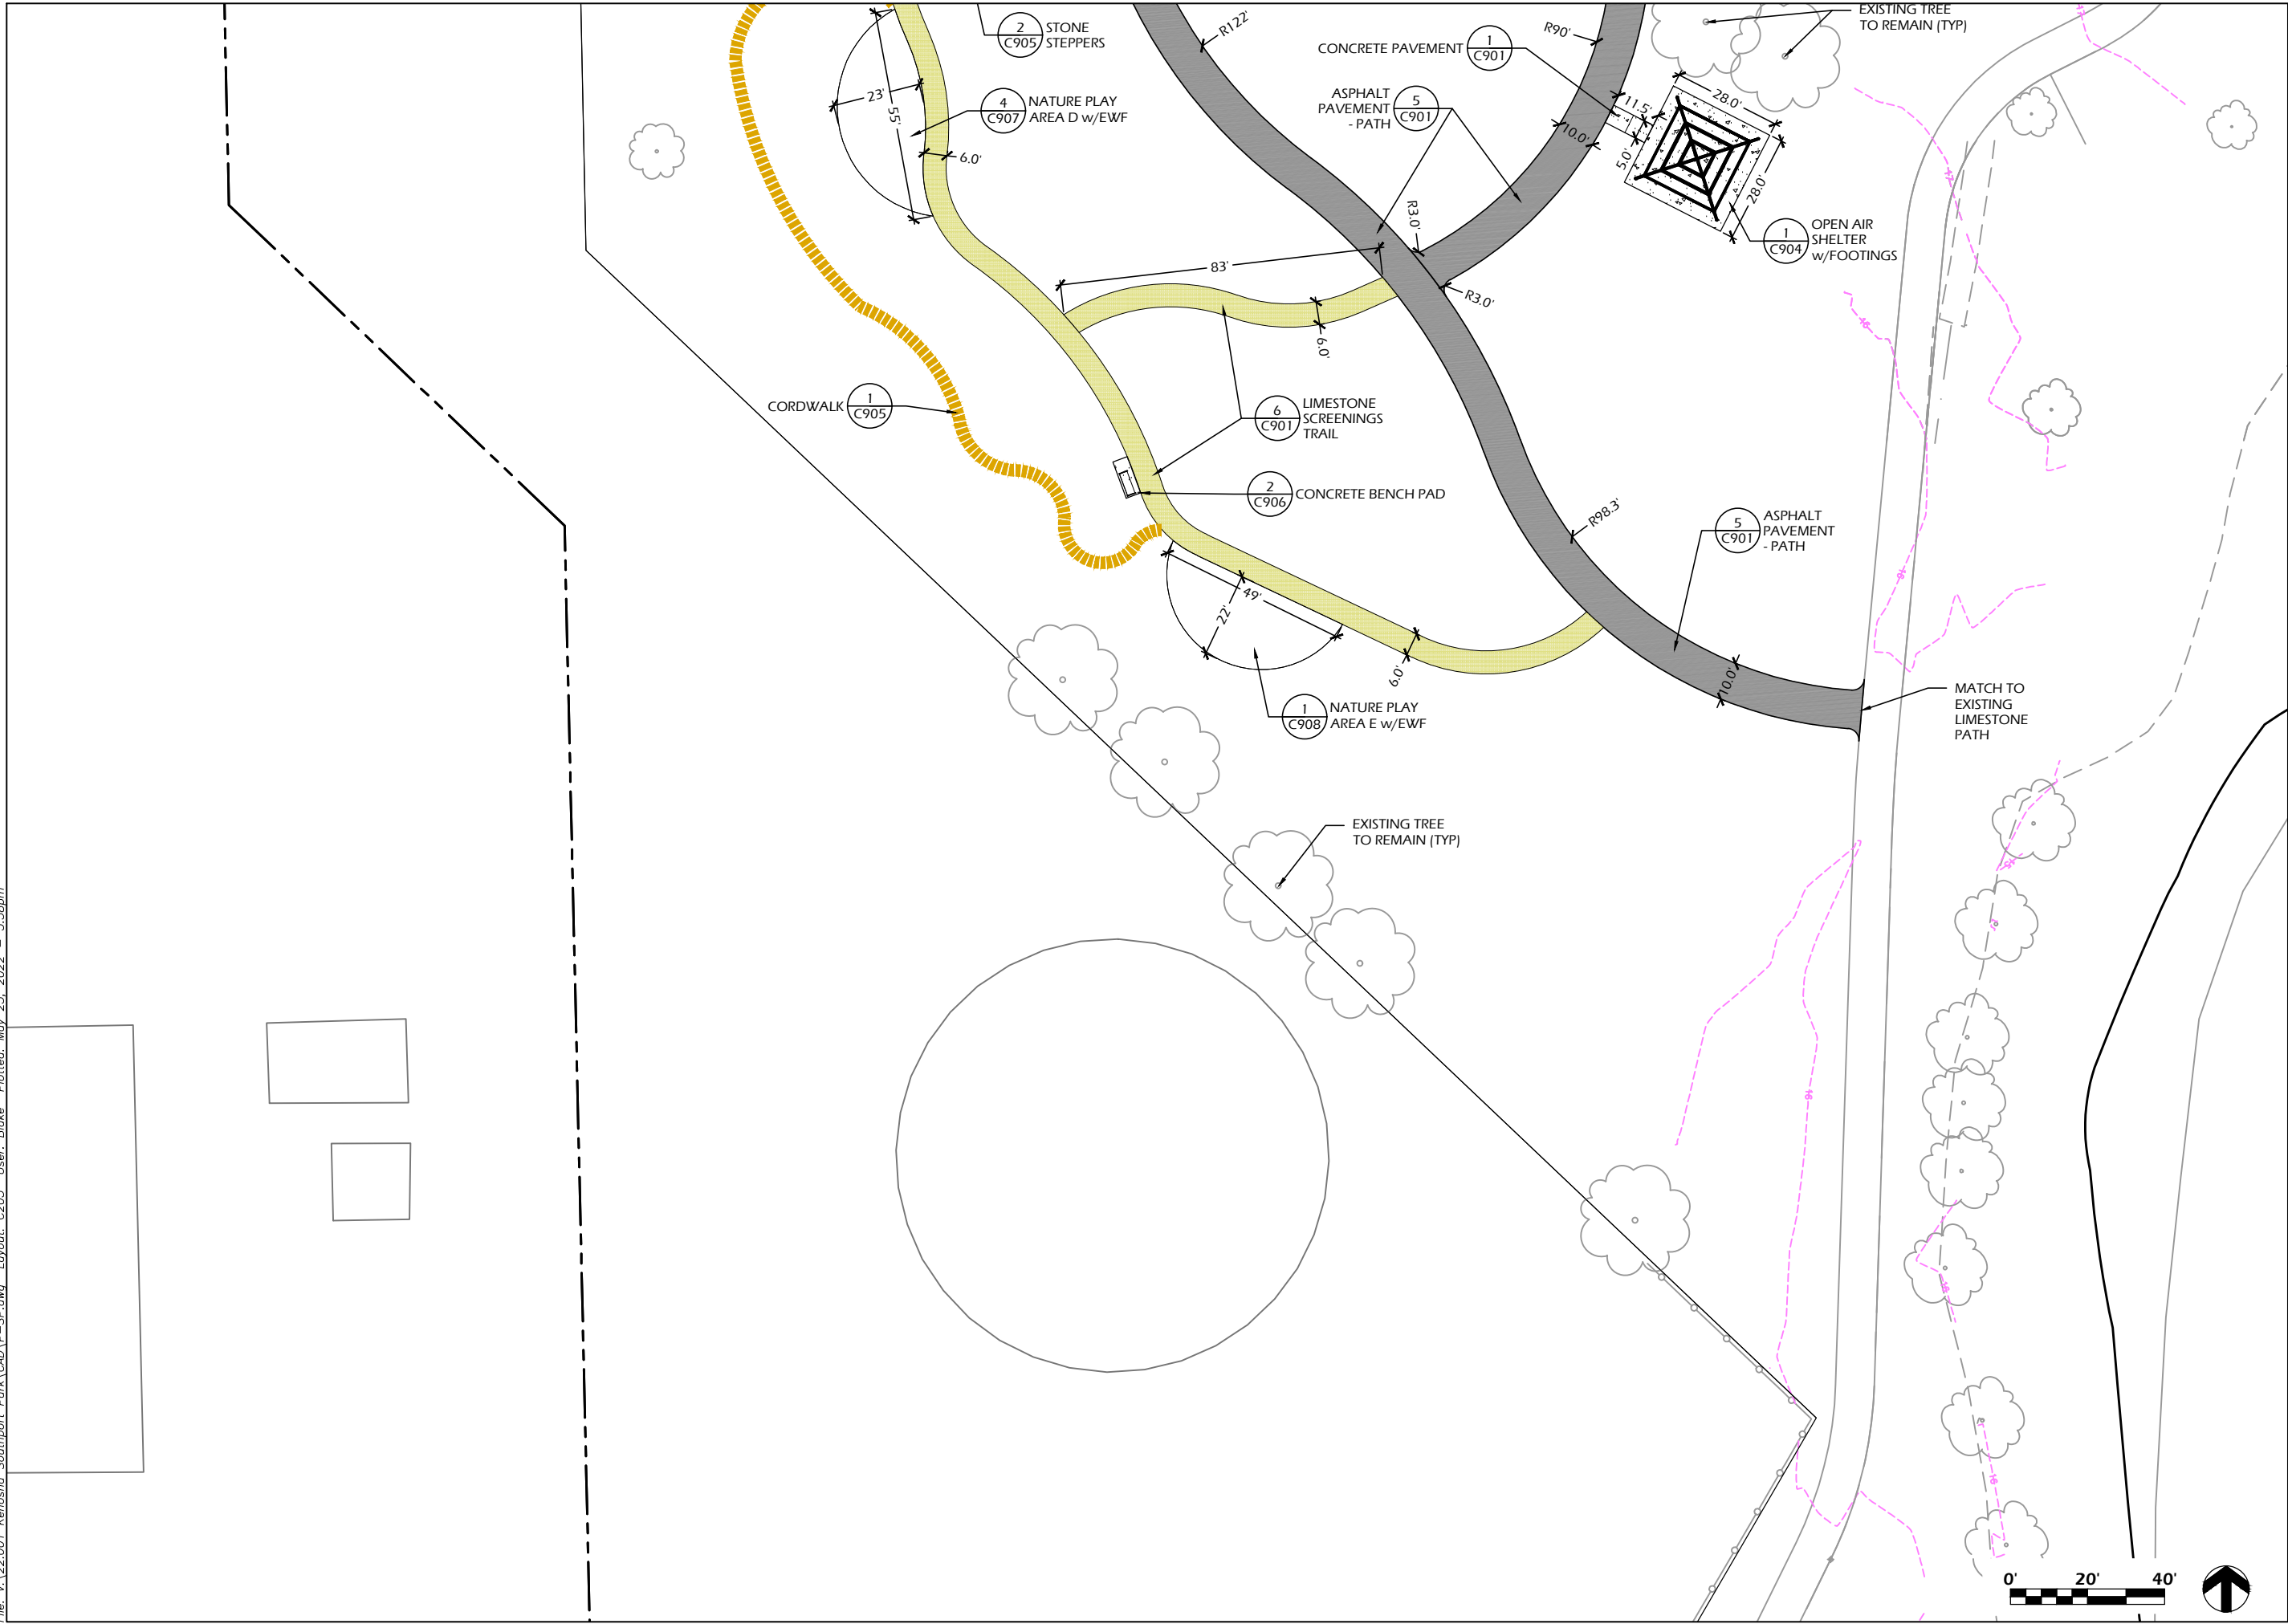 2
C905
STONE
STEPPERS
R122'
R90'
CONCRETE PAVEMENT
1
C901
EXISTING TREE
TO REMAIN (TYP)
23'
55'
4
C907
NATURE PLAY
AREA D w/EWF
6.0'
ASPHALT
PAVEMENT
- PATH
5
C901
11.5'
10.0'
5.0'
28.0'
28.0'
1
C904
OPEN AIR
SHELTER
w/FOOTINGS
R3.0'
R3.0'
83'
6.0'
CORDWALK
1
C905
6
C901
LIMESTONE
SCREENINGS
TRAIL
2
C906
CONCRETE BENCH PAD
R98.3'
5
C901
ASPHALT
PAVEMENT
- PATH
49'
22'
6.0'
10.0'
1
C908
NATURE PLAY
AREA E w/EWF
MATCH TO
EXISTING
LIMESTONE
PATH
EXISTING TREE
TO REMAIN (TYP)
16
16
0' 20' 40'